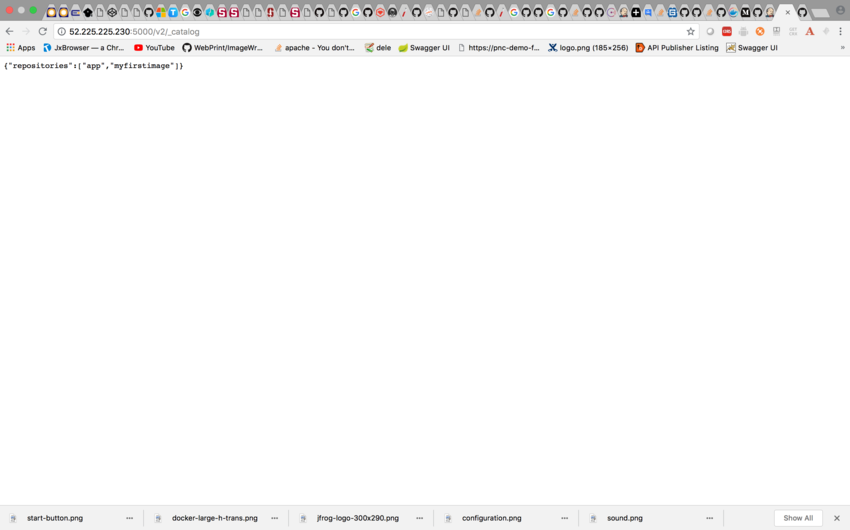 52.225.225.230:5000/v2/_catalog
Apps JxBrowser — a Chr... YouTube WebPrint/ImageWr... apache - You don't... dele Swagger UI https://pnc-demo-f... logo.png (185×256) API Publisher Listing Swagger UI »
{"repositories":["app","myfirstimage"]}
start-button.png docker-large-h-trans.png jfrog-logo-300x290.png configuration.png sound.png Show All